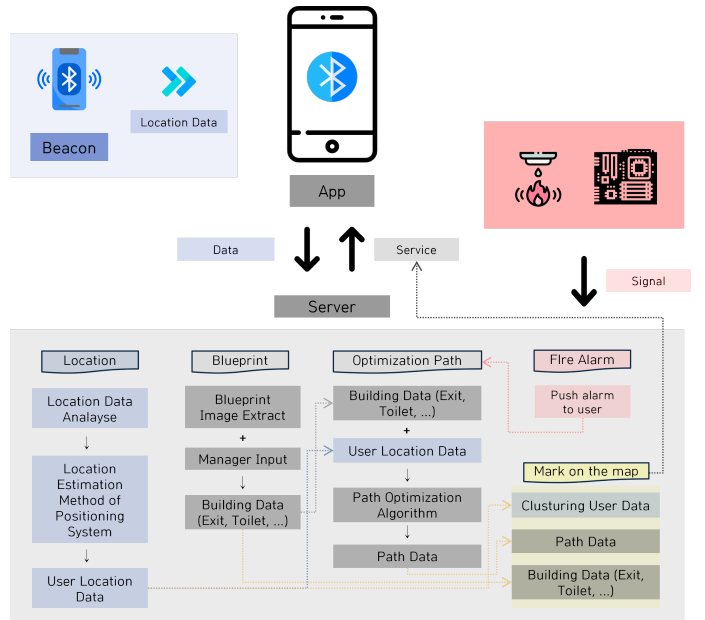 Location Data
Beacon
App
Data
Service
Signal
Server
Location
Blueprint
Optimization Path
FIre Alarm
Location Data
Analyse
↓
Location
Estimation
Method of
Positioning
System
↓
User Location
Data
Blueprint
Image Extract
+
Manager Input
↓
Building Data
(Exit, Toilet, ...)
Building Data (Exit,
Toilet, ...)
+
User Location Data
↓
Path Optimization
Algorithm
↓
Path Data
Push alarm
to user
Mark on the map
Clusturing User Data
Path Data
Building Data (Exit,
Toilet, ...)